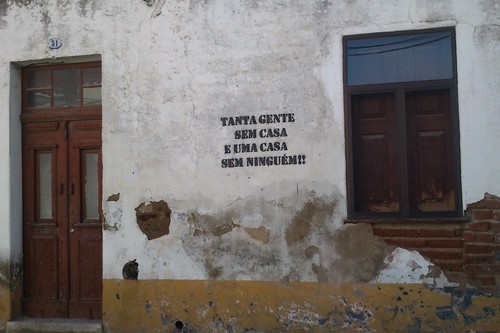 31
TANTA GENTE
SEM CASA
E UMA CASA
SEM NINGUÉM!!